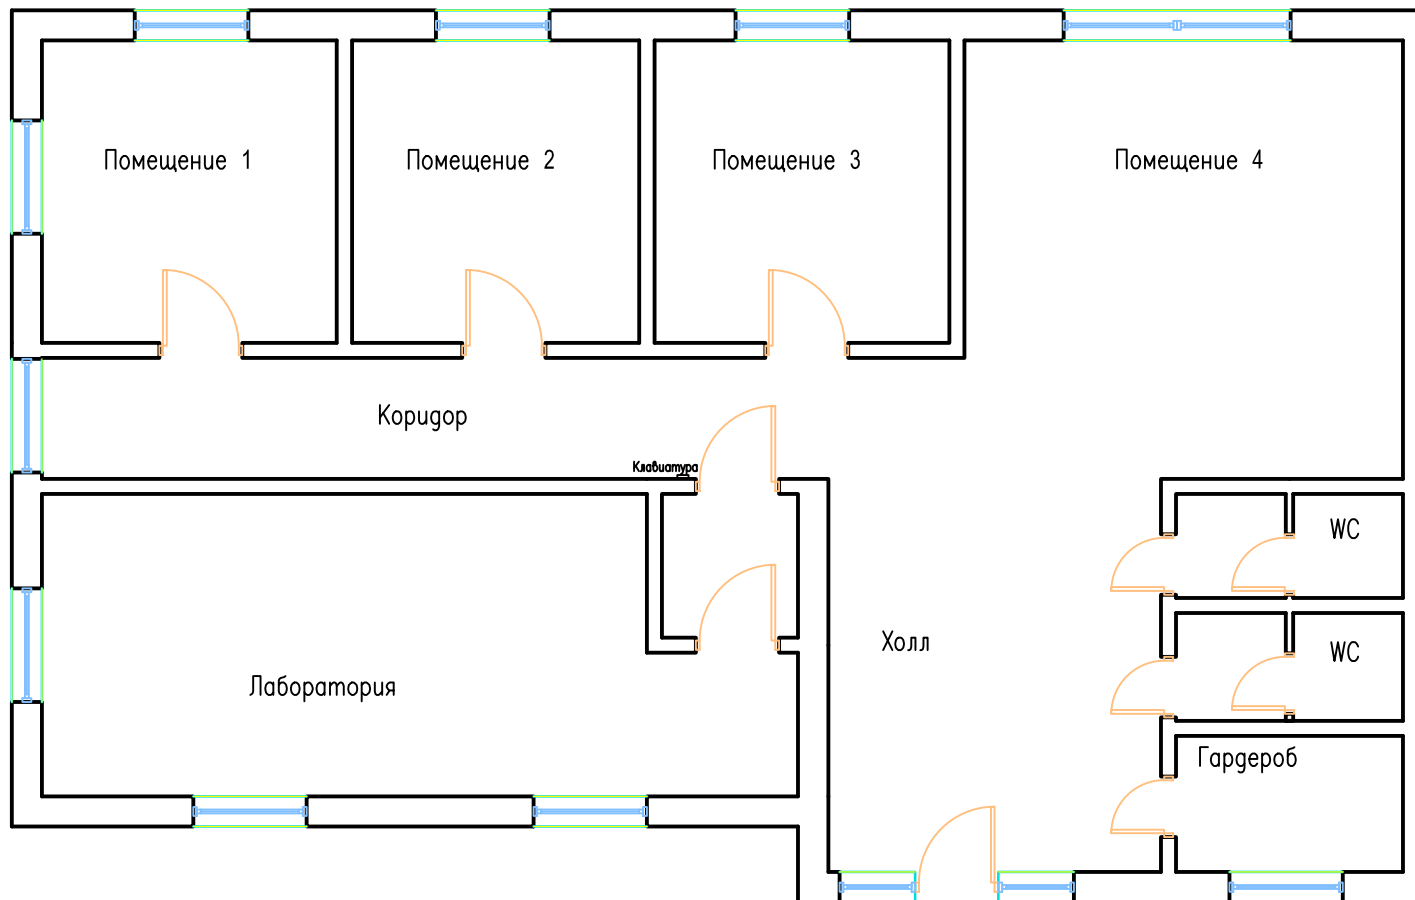 Помещение 1
Помещение 2
Помещение 3
Помещение 4
Коридор
Клавиатура
WC
Холл
WC
Лаборатория
Гардероб